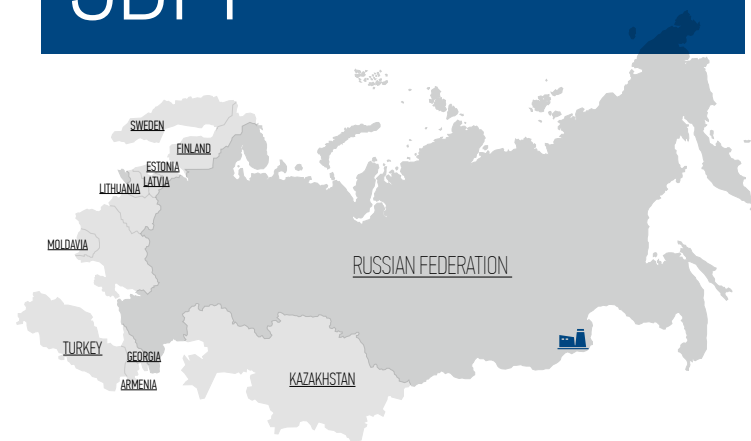 SWEDEN
FINLAND
ESTONIA
LATVIA
LITHUANIA
MOLDAVIA
RUSSIAN FEDERATION
TURKEY
GEORGIA
KAZAKHSTAN
ARMENIA